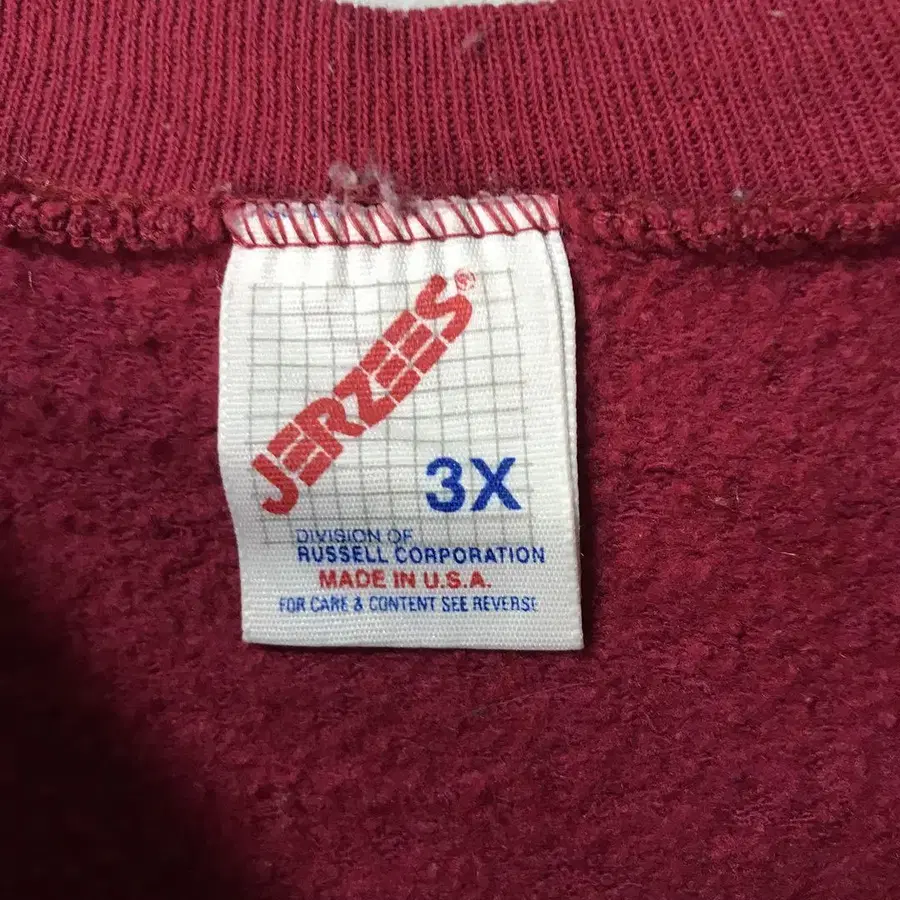 JERZEES®
3X
DIVISION OF
RUSSELL CORPORATION
MADE IN U.S.A.
FOR CARE & CONTENT SEE REVERSE